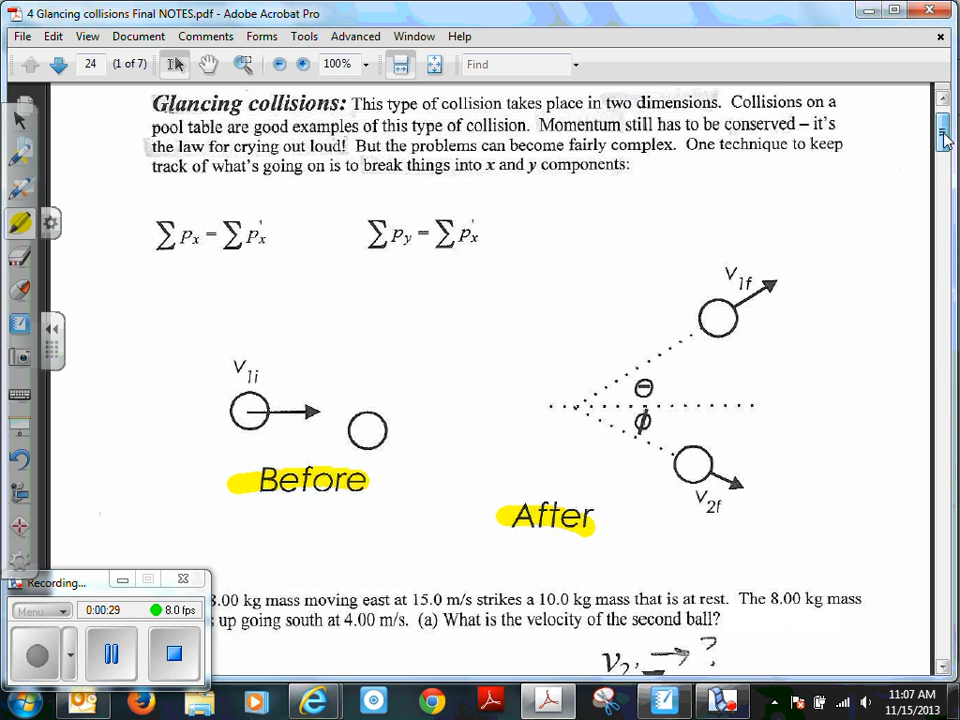 4 Glancing collisions Final NOTES.pdf - Adobe Acrobat Pro
File Edit View Document Comments Forms Tools Advanced Window Help
24 (1 of 7) 100% Find
Glancing collisions: This type of collision takes place in two dimensions. Collisions on a
pool table are good examples of this type of collision. Momentum still has to be conserved – it's
the law for crying out loud! But the problems can become fairly complex. One technique to keep
track of what's going on is to break things into x and y components:
∑ px = ∑ p'x ∑ py = ∑ p'x
V1f
V1i
Θ
ϕ
Before
V2f
After
Recording...
8.00 kg mass moving east at 15.0 m/s strikes a 10.0 kg mass that is at rest. The 8.00 kg mass
Menu 0:00:29 8.0 fps
s up going south at 4.00 m/s. (a) What is the velocity of the second ball?
V2' → ?
11:07 AM
11/15/2013